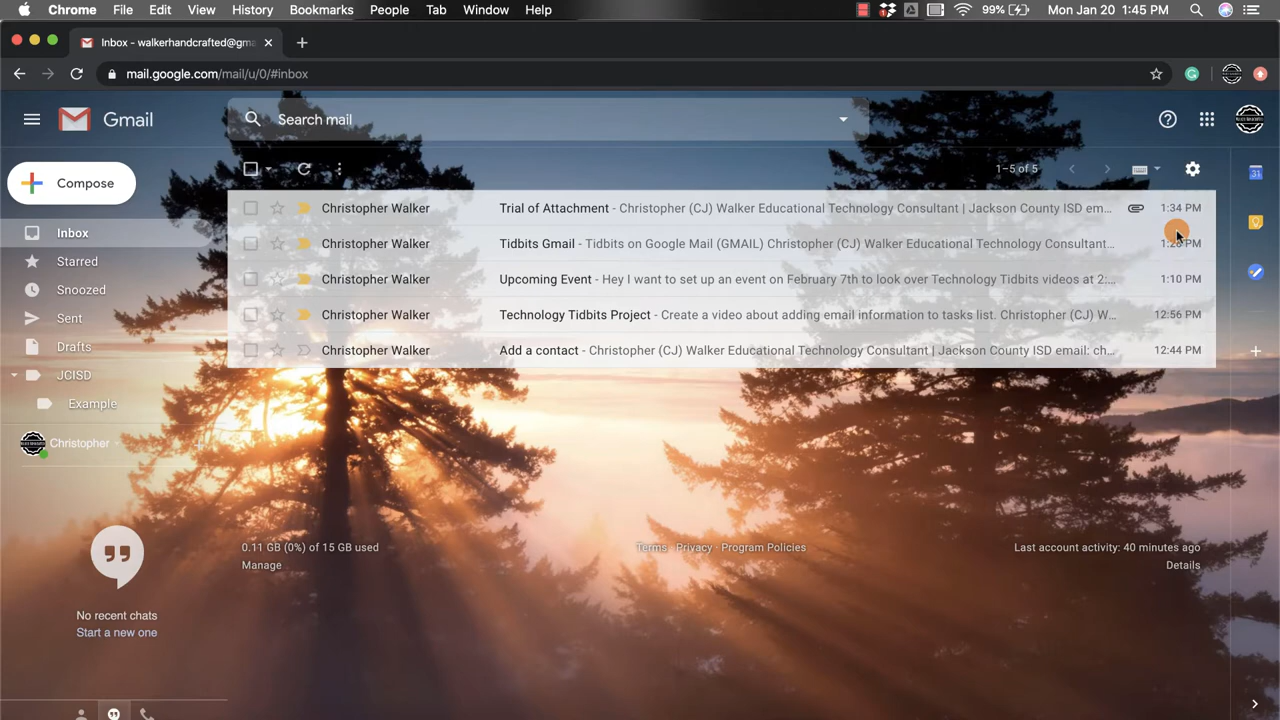 Chrome File Edit View History Bookmarks People Tab Window Help 99% Mon Jan 20 1:45 PM
Inbox - walkerhandcrafted@gma
mail.google.com/mail/u/0/#inbox
Gmail Search mail
Compose 1–5 of 5
Christopher Walker Trial of Attachment - Christopher (CJ) Walker Educational Technology Consultant | Jackson County ISD em... 1:34 PM
Inbox
Christopher Walker Tidbits Gmail - Tidbits on Google Mail (GMAIL) Christopher (CJ) Walker Educational Technology Consultant... PM
Starred
Christopher Walker Upcoming Event - Hey I want to set up an event on February 7th to look over Technology Tidbits videos at 2:... 1:10 PM
Snoozed
Christopher Walker Technology Tidbits Project - Create a video about adding email information to tasks list. Christopher (CJ) W... 12:56 PM
Sent
Drafts
Christopher Walker Add a contact - Christopher (CJ) Walker Educational Technology Consultant | Jackson County ISD email: ch... 12:44 PM
JCISD
Example
Christopher
0.11 GB (0%) of 15 GB used
Manage
Terms · Privacy · Program Policies
Last account activity: 40 minutes ago
Details
No recent chats
Start a new one
31